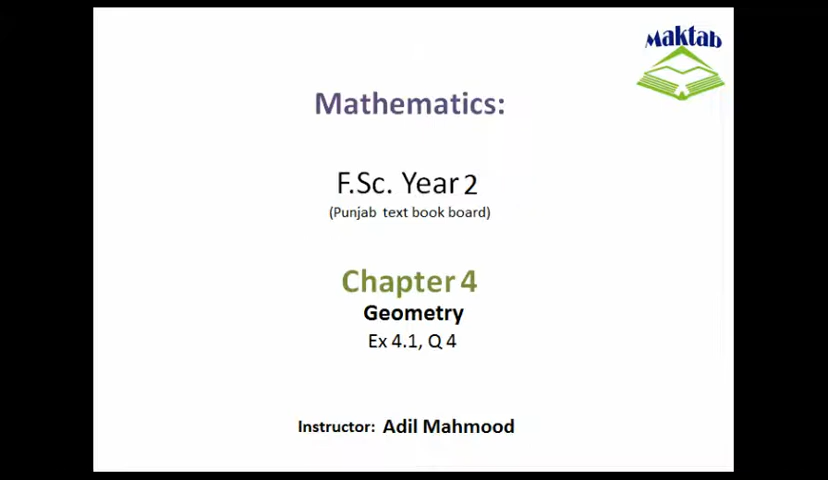 Maktab
Mathematics:
F.Sc. Year 2
(Punjab text book board)
Chapter 4
Geometry
Ex 4.1, Q 4
Instructor: Adil Mahmood